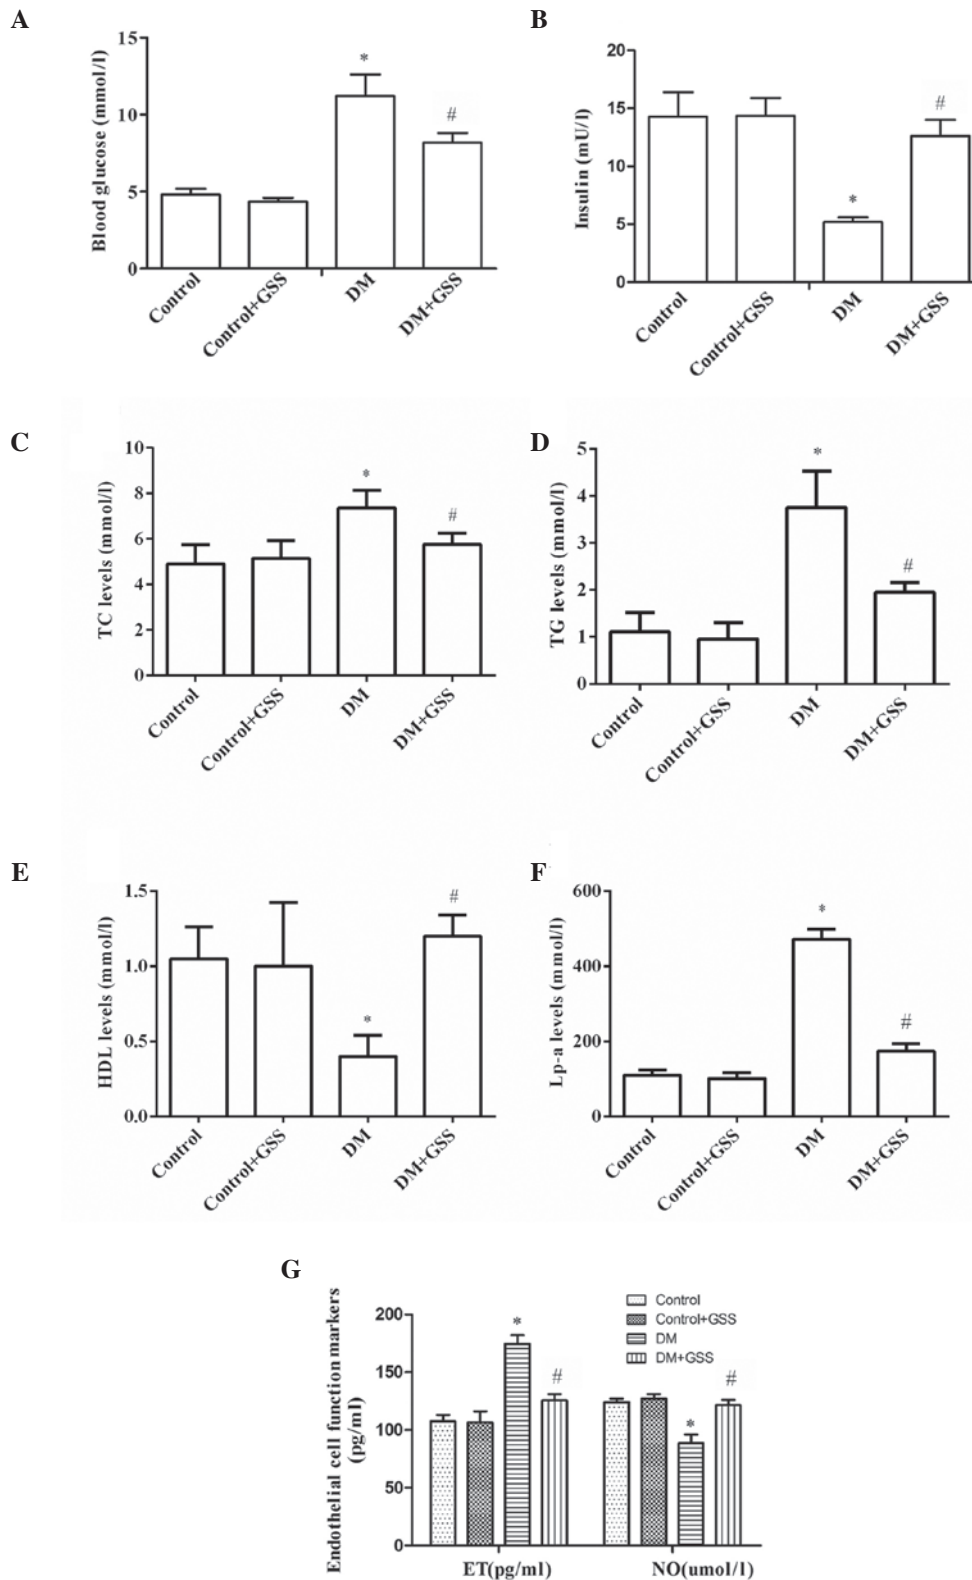 A
Blood glucose (mmol/l)
15
10
5
0
*
#
Control
Control+GSS
DM
DM+GSS
B
Insulin (mU/l)
20
15
10
5
0
*
#
Control
Control+GSS
DM
DM+GSS
C
TC levels (mmol/l)
10
8
6
4
2
0
*
#
Control
Control+GSS
DM
DM+GSS
D
TG levels (mmol/l)
5
4
3
2
1
0
*
#
Control
Control+GSS
DM
DM+GSS
E
HDL levels (mmol/l)
1.5
1.0
0.5
0.0
*
#
Control
Control+GSS
DM
DM+GSS
F
Lp-a levels (mmol/l)
600
400
200
0
*
#
Control
Control+GSS
DM
DM+GSS
G
Endothelial cell function markers
(pg/ml)
200
150
100
50
0
*
#
*
#
Control
Control+GSS
DM
DM+GSS
ET(pg/ml)
NO(umol/l)